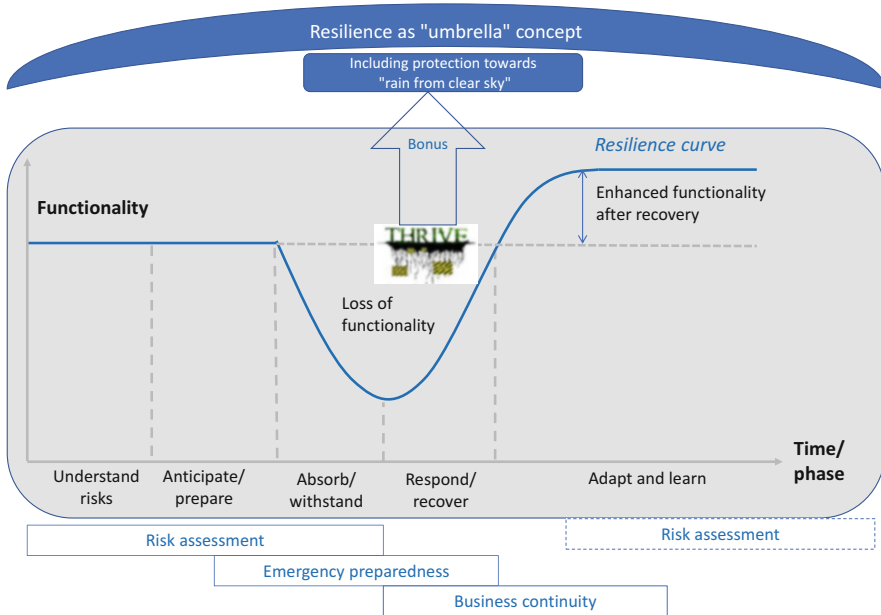 Resilience as "umbrella" concept
Including protection towards
"rain from clear sky"
Bonus
Resilience curve
Functionality
Enhanced functionality
after recovery
THRIVE
Loss of
functionality
Time/
phase
Understand
risks
Anticipate/
prepare
Absorb/
withstand
Respond/
recover
Adapt and learn
Risk assessment
Risk assessment
Emergency preparedness
Business continuity